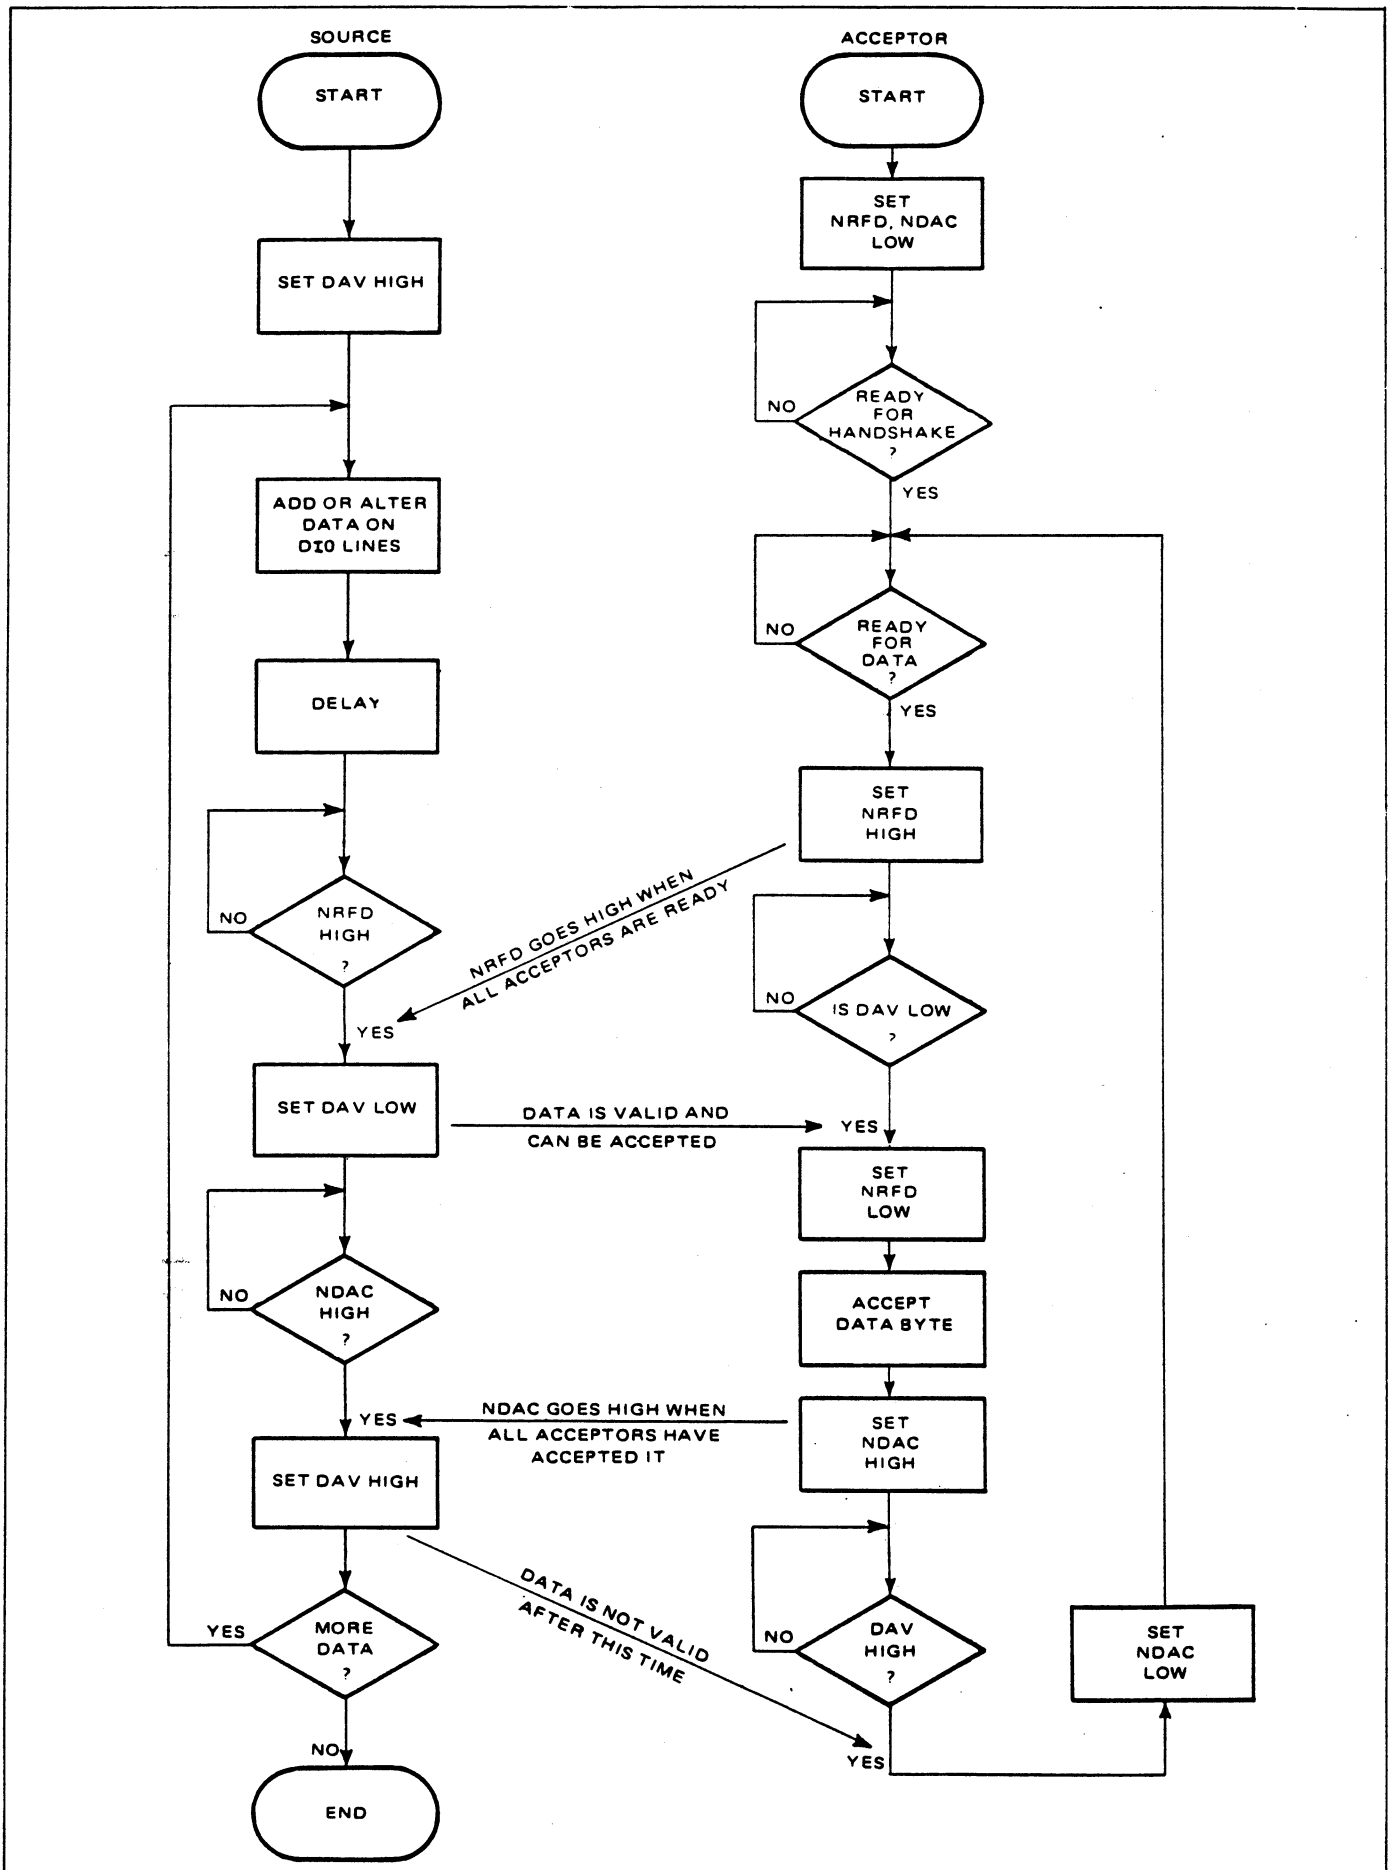 SOURCE
START
SET DAV HIGH
ADD OR ALTER
DATA ON
DIO LINES
DELAY
NO
NRFD
HIGH
?
YES
SET DAV LOW
NO
NDAC
HIGH
?
YES
SET DAV HIGH
YES
MORE
DATA
?
NO
END
NRFD GOES HIGH WHEN
ALL ACCEPTORS ARE READY
DATA IS VALID AND
CAN BE ACCEPTED
NDAC GOES HIGH WHEN
ALL ACCEPTORS HAVE
ACCEPTED IT
DATA IS NOT VALID
AFTER THIS TIME
ACCEPTOR
START
SET
NRFD, NDAC
LOW
NO
READY
FOR
HANDSHAKE
?
YES
NO
READY
FOR
DATA
?
YES
SET
NRFD
HIGH
NO
IS DAV LOW
?
YES
SET
NRFD
LOW
ACCEPT
DATA BYTE
SET
NDAC
HIGH
NO
DAV
HIGH
?
YES
SET
NDAC
LOW